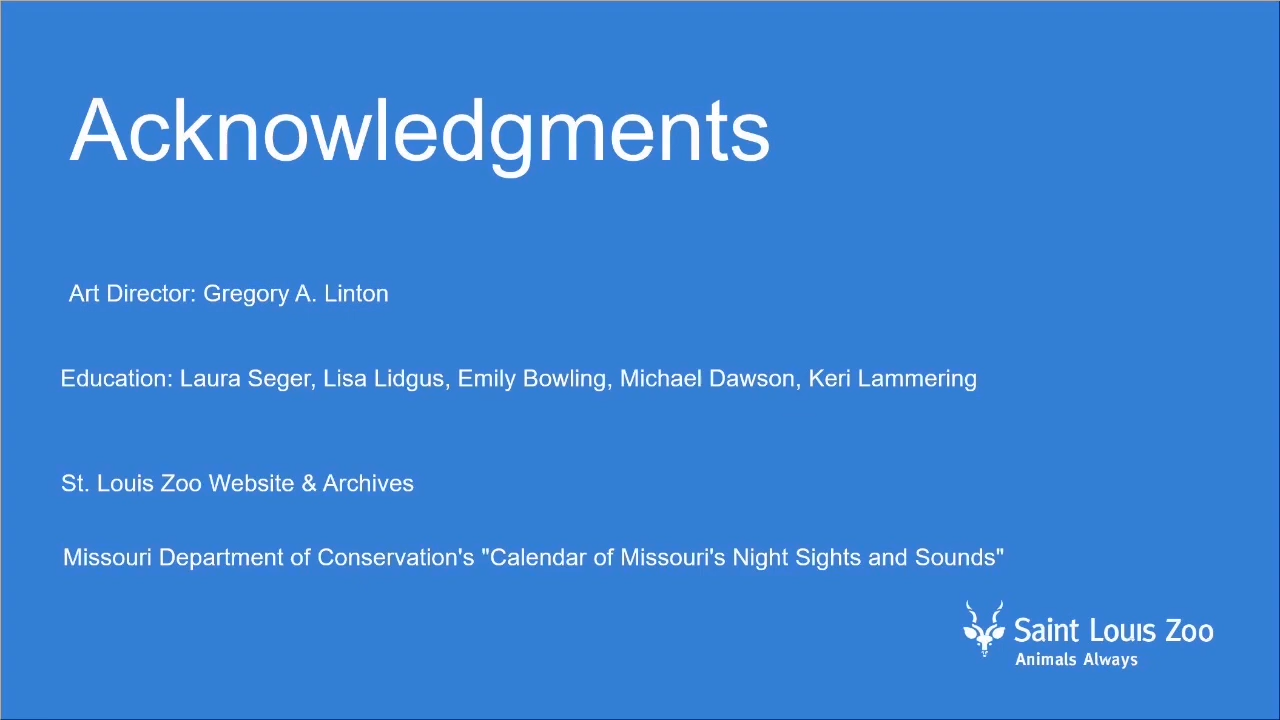 Acknowledgments
Art Director: Gregory A. Linton
Education: Laura Seger, Lisa Lidgus, Emily Bowling, Michael Dawson, Keri Lammering
St. Louis Zoo Website & Archives
Missouri Department of Conservation's "Calendar of Missouri's Night Sights and Sounds"
Saint Louis Zoo
Animals Always